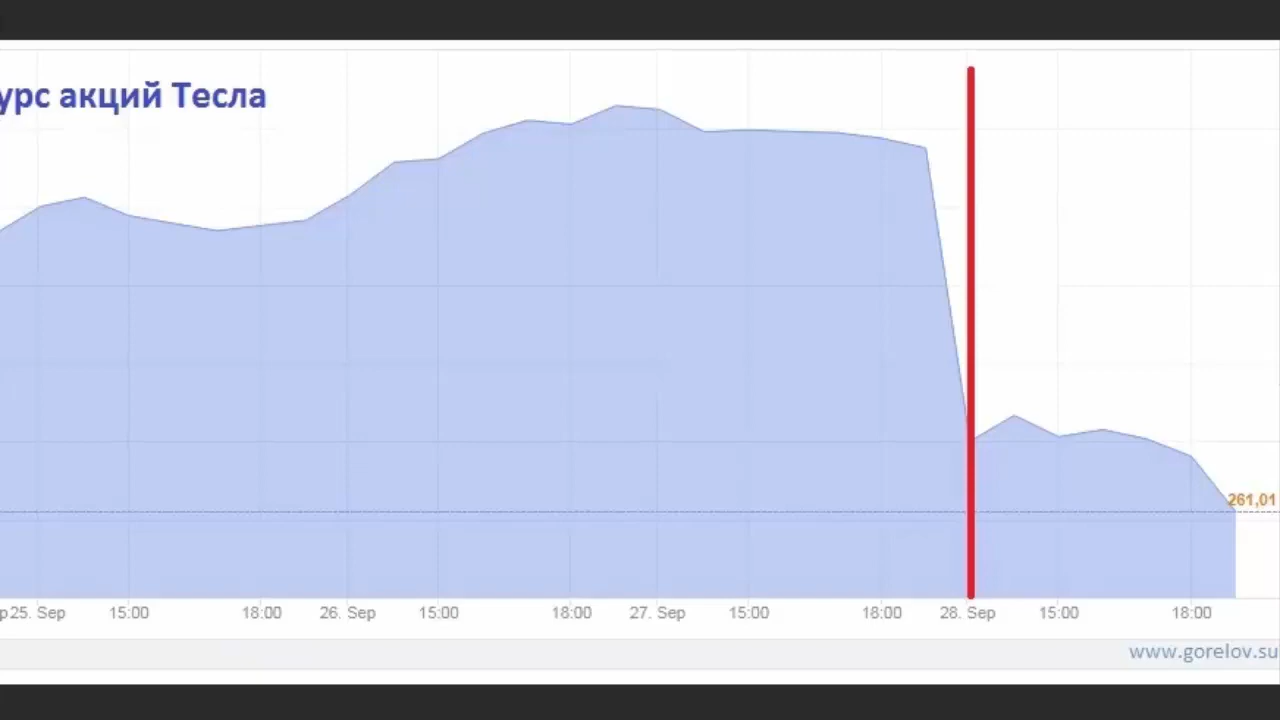 урс акций Тесла
261,01
p25. Sep 15:00 18:00 26. Sep 15:00 18:00 27. Sep 15:00 18:00 28. Sep 15:00 18:00
www.gorelov.su